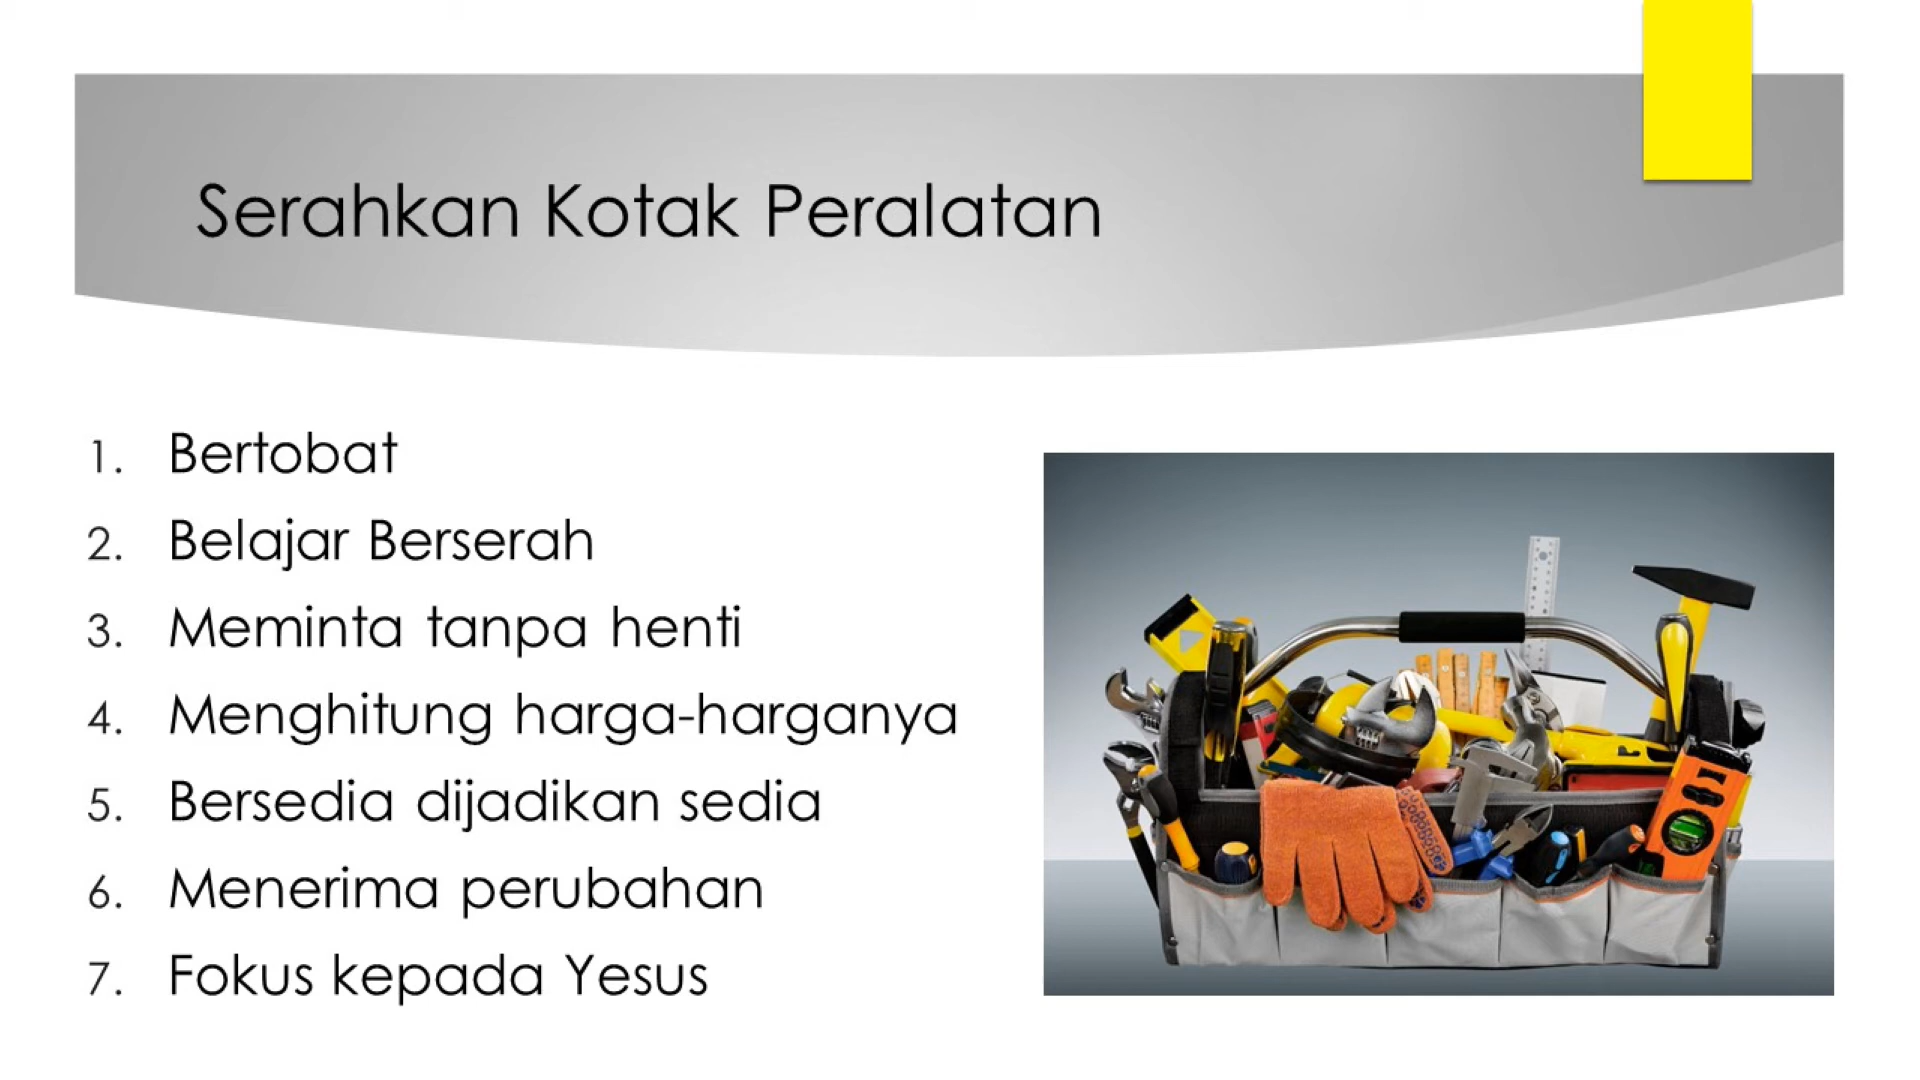 Serahkan Kotak Peralatan
1. Bertobat
2. Belajar Berserah
3. Meminta tanpa henti
4. Menghitung harga-harganya
5. Bersedia dijadikan sedia
6. Menerima perubahan
7. Fokus kepada Yesus